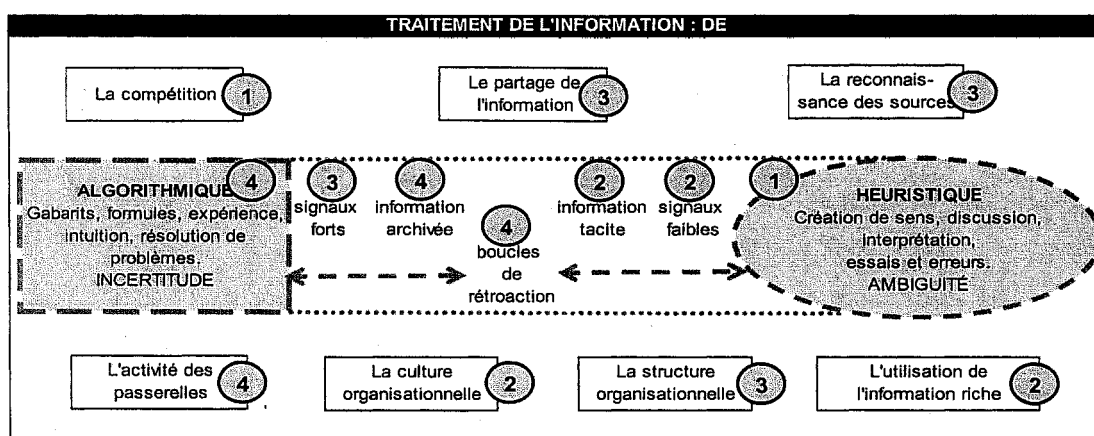 TRAITEMENT DE L'INFORMATION : DE
La compétition
1
Le partage de
l'information
3
La reconnais-
sance des sources
3
ALGORITHMIQUE
Gabarits, formules, expérience,
intuition, résolution de
problèmes.
INCERTITUDE
4
3
signaux
forts
4
information
archivée
4
boucles
de
rétroaction
2
information
tacite
2
signaux
faibles
1
HEURISTIQUE
Création de sens, discussion,
interprétation,
essais et erreurs.
AMBIGUITÉ
L'activité des
passerelles
4
La culture
organisationnelle
2
La structure
organisationnelle
3
L'utilisation de
l'information riche
2